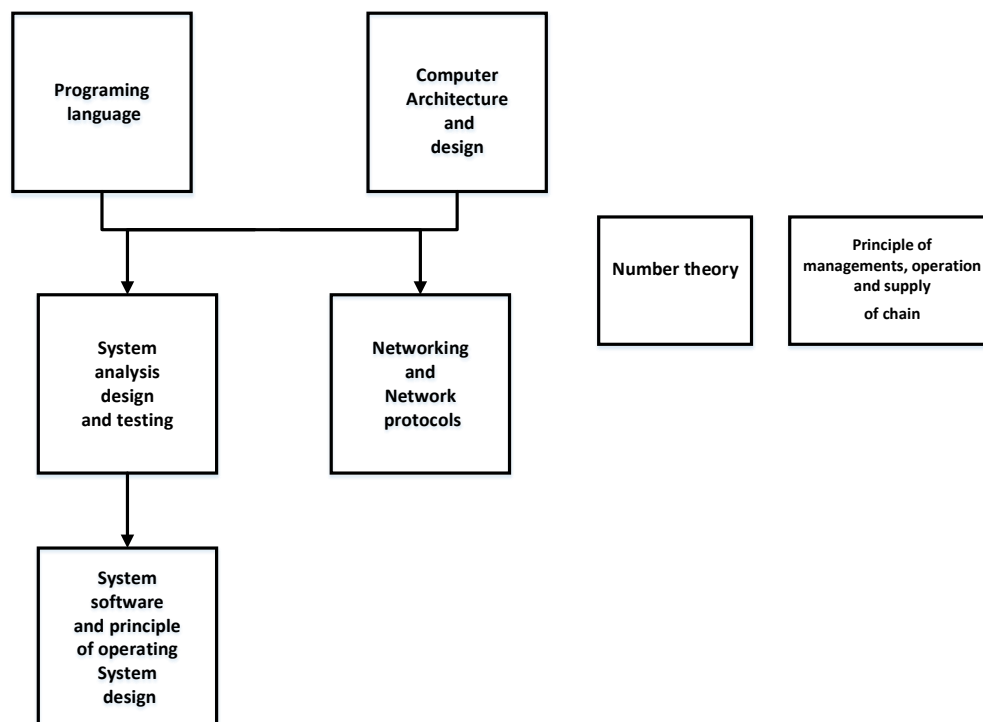 Programing
language
Computer
Architecture
and
design
Number theory
Principle of
managements, operation
and supply
of chain
System
analysis
design
and testing
Networking
and
Network
protocols
System
software
and principle
of operating
System
design